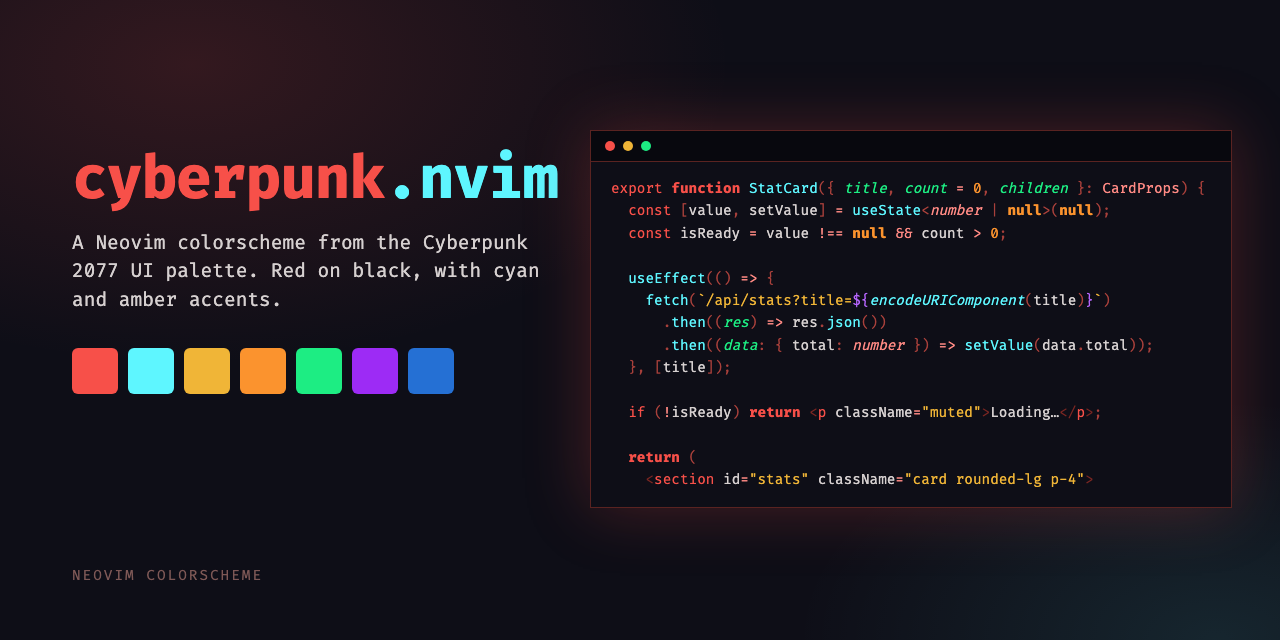 cyberpunk.nvim
A Neovim colorscheme from the Cyberpunk
2077 UI palette. Red on black, with cyan
and amber accents.
NEOVIM COLORSCHEME
export function StatCard({ title, count = 0, children }: CardProps) {
  const [value, setValue] = useState<number | null>(null);
  const isReady = value !== null && count > 0;
  useEffect(() => {
    fetch(`/api/stats?title=${encodeURIComponent(title)}`)
      .then((res) => res.json())
      .then((data: { total: number }) => setValue(data.total));
  }, [title]);
  if (!isReady) return <p className="muted">Loading…</p>;
  return (
    <section id="stats" className="card rounded-lg p-4">